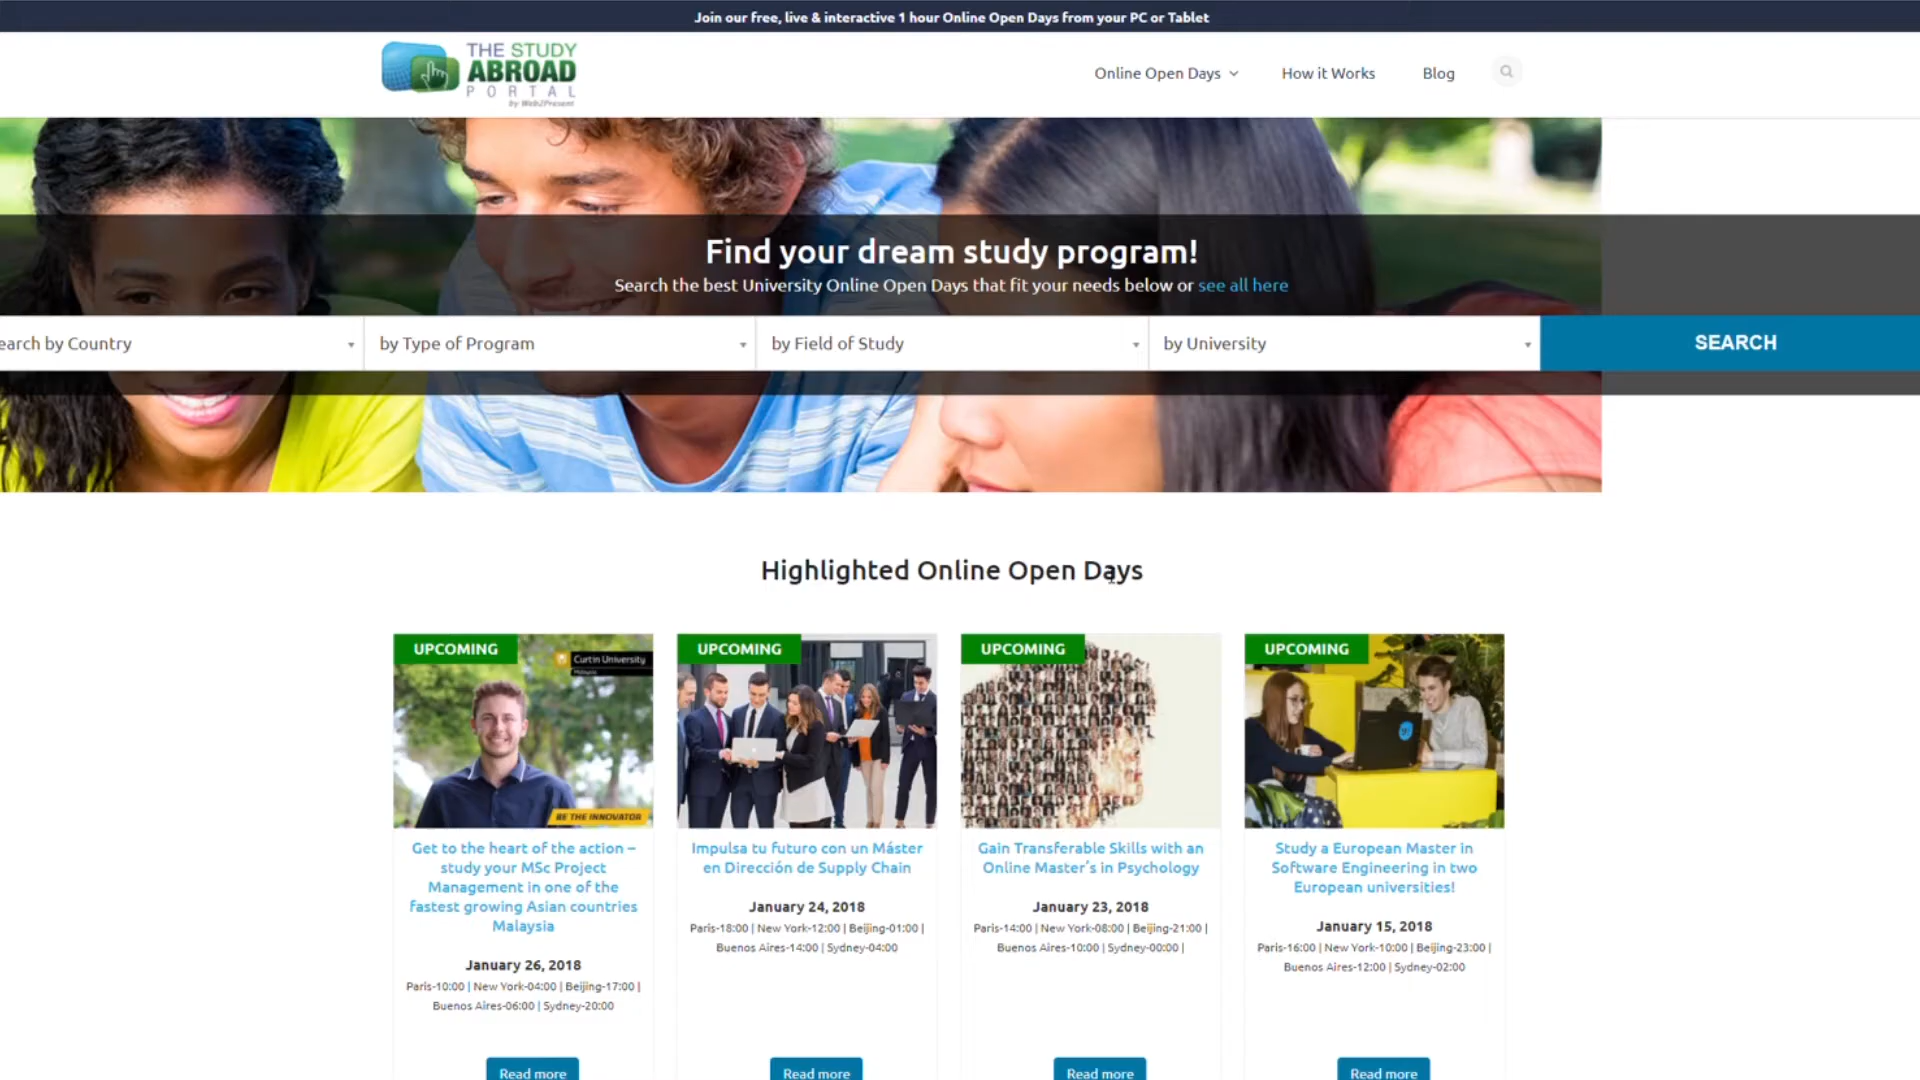 Join our free, live & interactive 1 hour Online Open Days from your PC or Tablet
THE STUDY
ABROAD
PORTAL
by Web2Present
Online Open Days
How it Works
Blog
Find your dream study program!
Search the best University Online Open Days that fit your needs below or see all here
earch by Country
by Type of Program
by Field of Study
by University
SEARCH
Highlighted Online Open Days
UPCOMING
Curtin University
Malaysia
BE THE INNOVATOR
Get to the heart of the action –
study your MSc Project
Management in one of the
fastest growing Asian countries
Malaysia
January 26, 2018
Paris-10:00 | New York-04:00 | Beijing-17:00 |
Buenos Aires-06:00 | Sydney-20:00
Read more
UPCOMING
Impulsa tu futuro con un Máster
en Dirección de Supply Chain
January 24, 2018
Paris-18:00 | New York-12:00 | Beijing-01:00 |
Buenos Aires-14:00 | Sydney-04:00
Read more
UPCOMING
Gain Transferable Skills with an
Online Master's in Psychology
January 23, 2018
Paris-14:00 | New York-08:00 | Beijing-21:00 |
Buenos Aires-10:00 | Sydney-00:00 |
Read more
UPCOMING
Study a European Master in
Software Engineering in two
European universities!
January 15, 2018
Paris-16:00 | New York-10:00 | Beijing-23:00 |
Buenos Aires-12:00 | Sydney-02:00
Read more